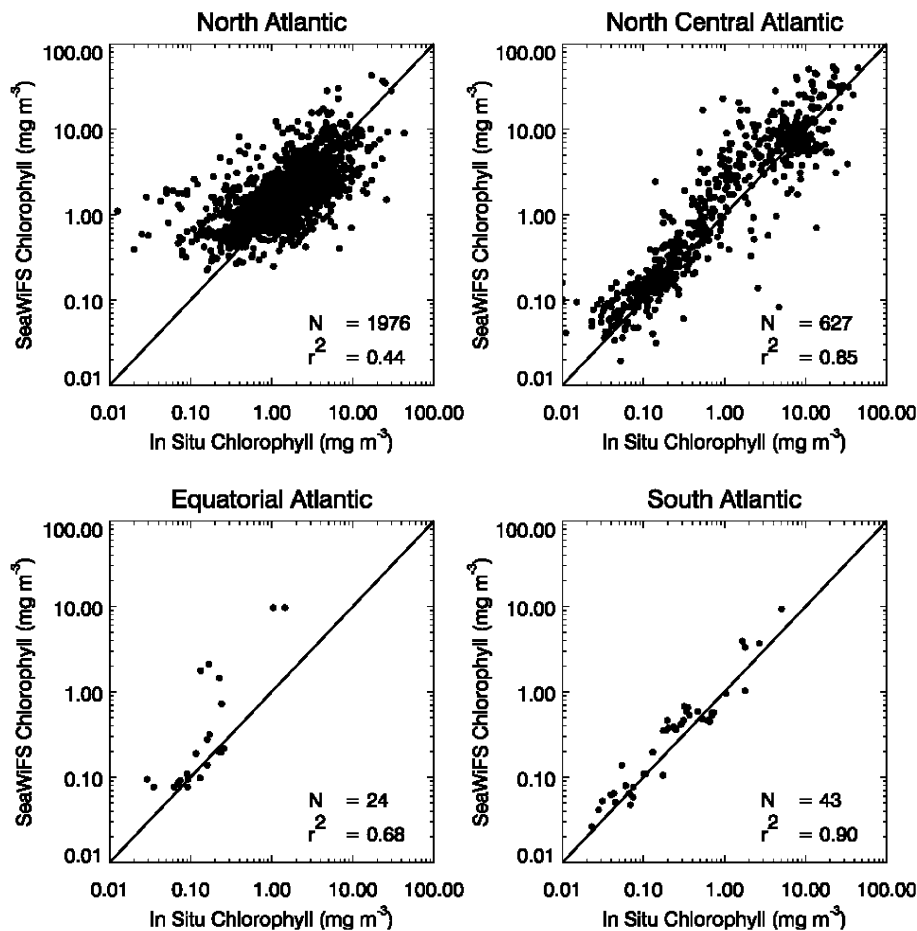 North Atlantic
SeaWiFS Chlorophyll (mg m⁻³)
100.00
10.00
1.00
0.10
0.01
N = 1976
r² = 0.44
0.01 0.10 1.00 10.00 100.00
In Situ Chlorophyll (mg m⁻³)
North Central Atlantic
SeaWiFS Chlorophyll (mg m⁻³)
100.00
10.00
1.00
0.10
0.01
N = 627
r² = 0.85
0.01 0.10 1.00 10.00 100.00
In Situ Chlorophyll (mg m⁻³)
Equatorial Atlantic
SeaWiFS Chlorophyll (mg m⁻³)
100.00
10.00
1.00
0.10
0.01
N = 24
r² = 0.68
0.01 0.10 1.00 10.00 100.00
In Situ Chlorophyll (mg m⁻³)
South Atlantic
SeaWiFS Chlorophyll (mg m⁻³)
100.00
10.00
1.00
0.10
0.01
N = 43
r² = 0.90
0.01 0.10 1.00 10.00 100.00
In Situ Chlorophyll (mg m⁻³)